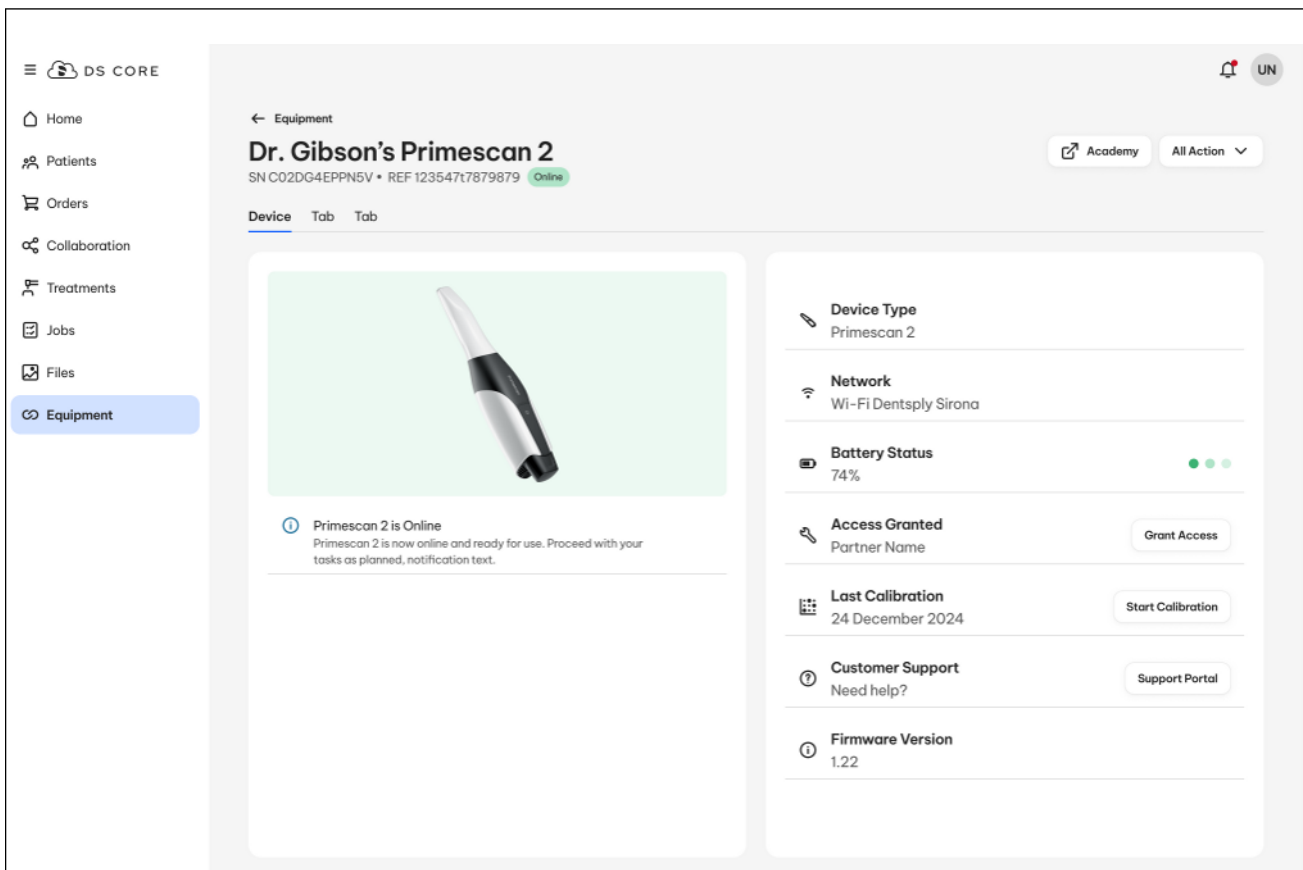 DS CORE
UN
Home
Patients
Orders
Collaboration
Treatments
Jobs
Files
Equipment
Equipment
Dr. Gibson’s Primescan 2
SN C02DG4EPPN5V • REF 123547t7879879 Online
Academy
All Action
Device Tab Tab
Primescan 2 is Online
Primescan 2 is now online and ready for use. Proceed with your
tasks as planned, notification text.
Device Type
Primescan 2
Network
Wi-Fi Dentsply Sirona
Battery Status
74%
Access Granted
Partner Name
Grant Access
Last Calibration
24 December 2024
Start Calibration
Customer Support
Need help?
Support Portal
Firmware Version
1.22